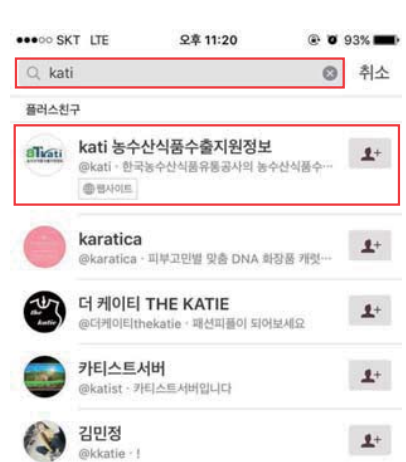 SKT LTE 오후 11:20 93%
kati 취소
플러스친구
kati 농수산식품수출지원정보
@kati · 한국농수산식품유통공사의 농수산식품수…
웹사이트
karatica
@karatica · 피부고민별 맞춤 DNA 화장품 캐럿…
더 케이티 THE KATIE
@더케이티thekatie · 패션피플이 되어보세요
카티스트서버
@katist · 카티스트서버입니다
김민정
@kkatie · !